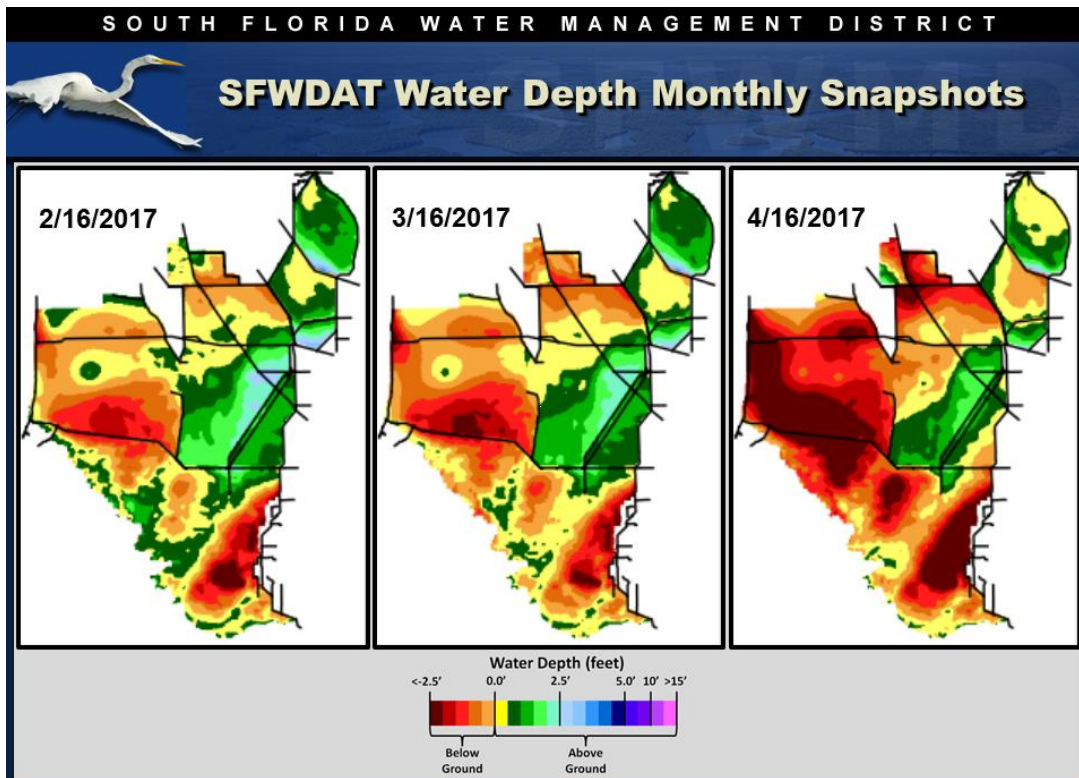 SOUTH FLORIDA WATER MANAGEMENT DISTRICT
SFWDAT Water Depth Monthly Snapshots
2/16/2017
3/16/2017
4/16/2017
Water Depth (feet)
<-2.5' 0.0' 2.5' 5.0' 10' >15'
Below Above
Ground Ground